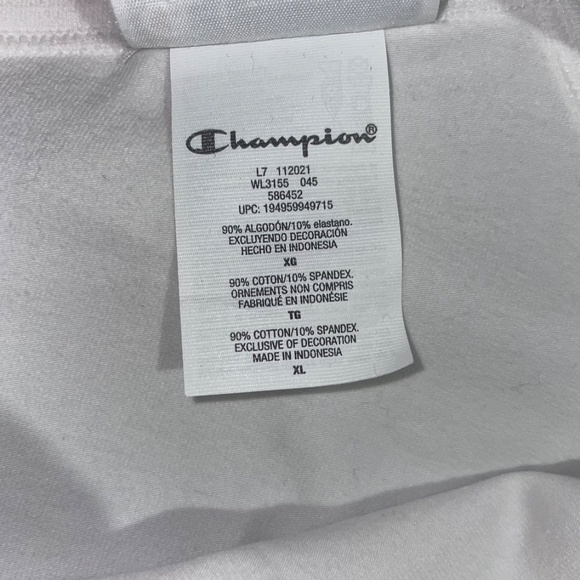 Champion®
L7 112021
WL3155 045
586452
UPC: 194959949715
90% ALGODÓN/10% elastano.
EXCLUYENDO DECORACIÓN
HECHO EN INDONESIA
XG
90% COTON/10% SPANDEX.
ORNEMENTS NON COMPRIS
FABRIQUÉ EN INDONÉSIE
TG
90% COTTON/10% SPANDEX.
EXCLUSIVE OF DECORATION
MADE IN INDONESIA
XL